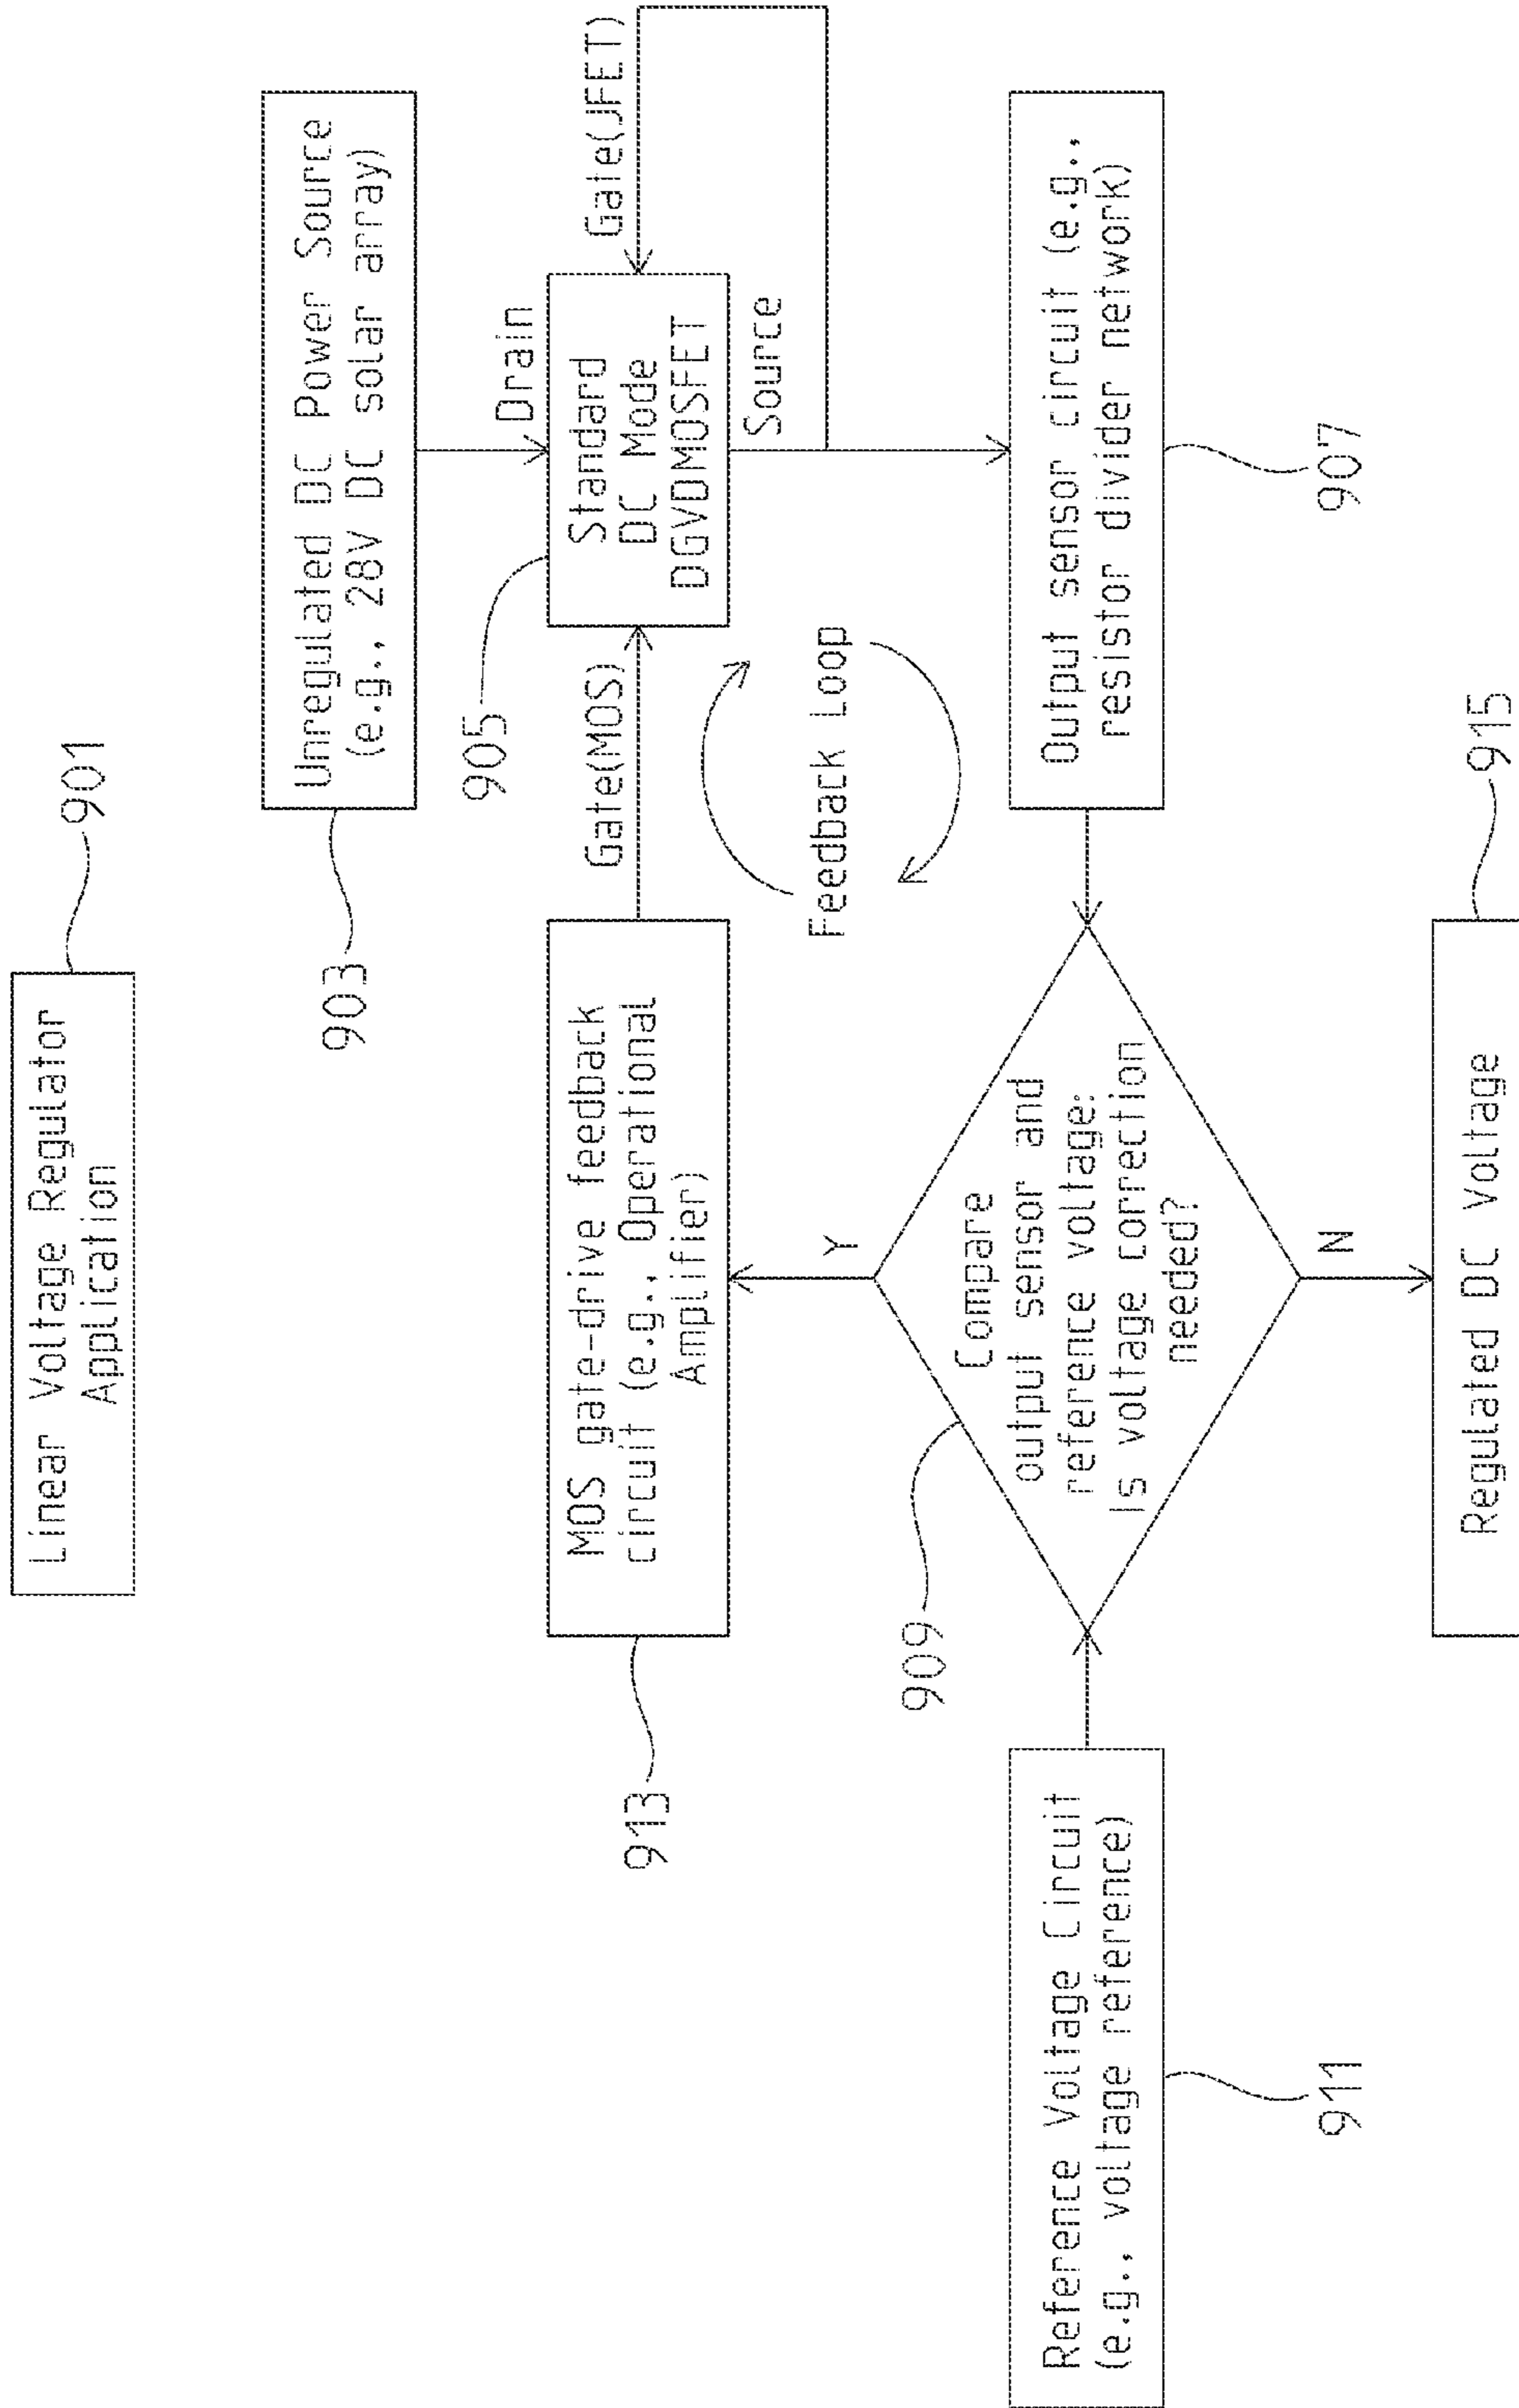 Linear Voltage Regulator
Application
901
Unregulated DC Power Source
(e.g., 28V DC solar array)
903
Drain
Standard
DC Mode
DGVDMOSFET
905
Gate(MOS)
Gate(JFET)
Source
MOS gate-drive feedback
circuit (e.g., Operational
Amplifier)
913
Feedback Loop
Y
Compare
output sensor and
reference voltage:
Is voltage correction
needed?
909
Output sensor circuit (e.g.,
resistor divider network)
907
Reference Voltage Circuit
(e.g., voltage reference)
911
N
Regulated DC Voltage
915